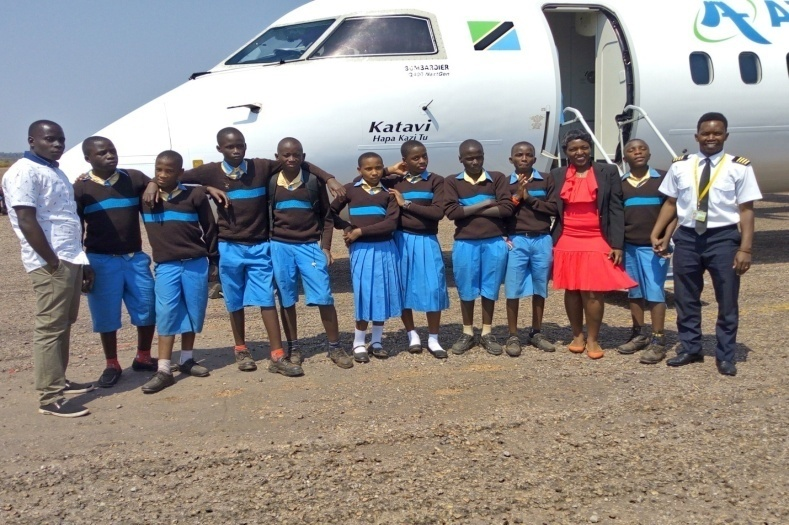 BOMBARDIER
Q400 NextGen
Katavi
Hapa Kazi Tu